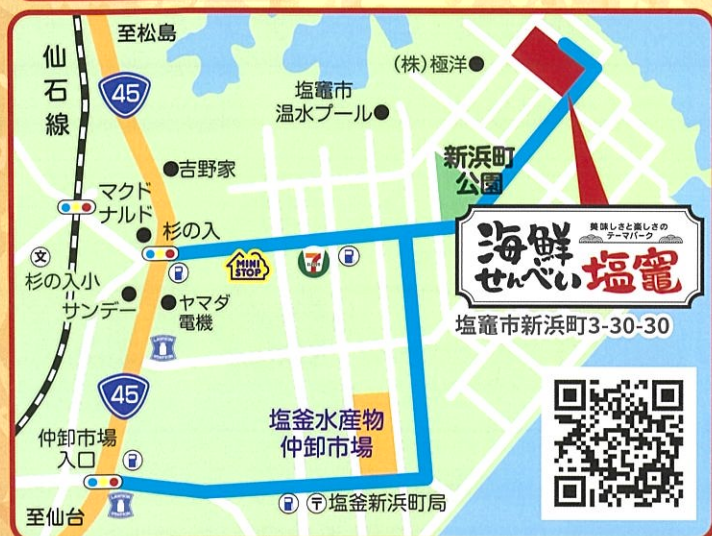 至松島
仙石線
45
(株)極洋
塩竈市
温水プール
吉野家
新浜町
公園
マクド
ナルド
杉の入
文
杉の入小
サンデー
MINI
STOP
7
ヤマダ
電機
LAWSON
海鮮
せんべい
塩竈
美味しさと楽しさの
テーマパーク
塩竈市新浜町3-30-30
45
塩釜水産物
仲卸市場
仲卸市場
入口
LAWSON
〒塩釜新浜町局
至仙台